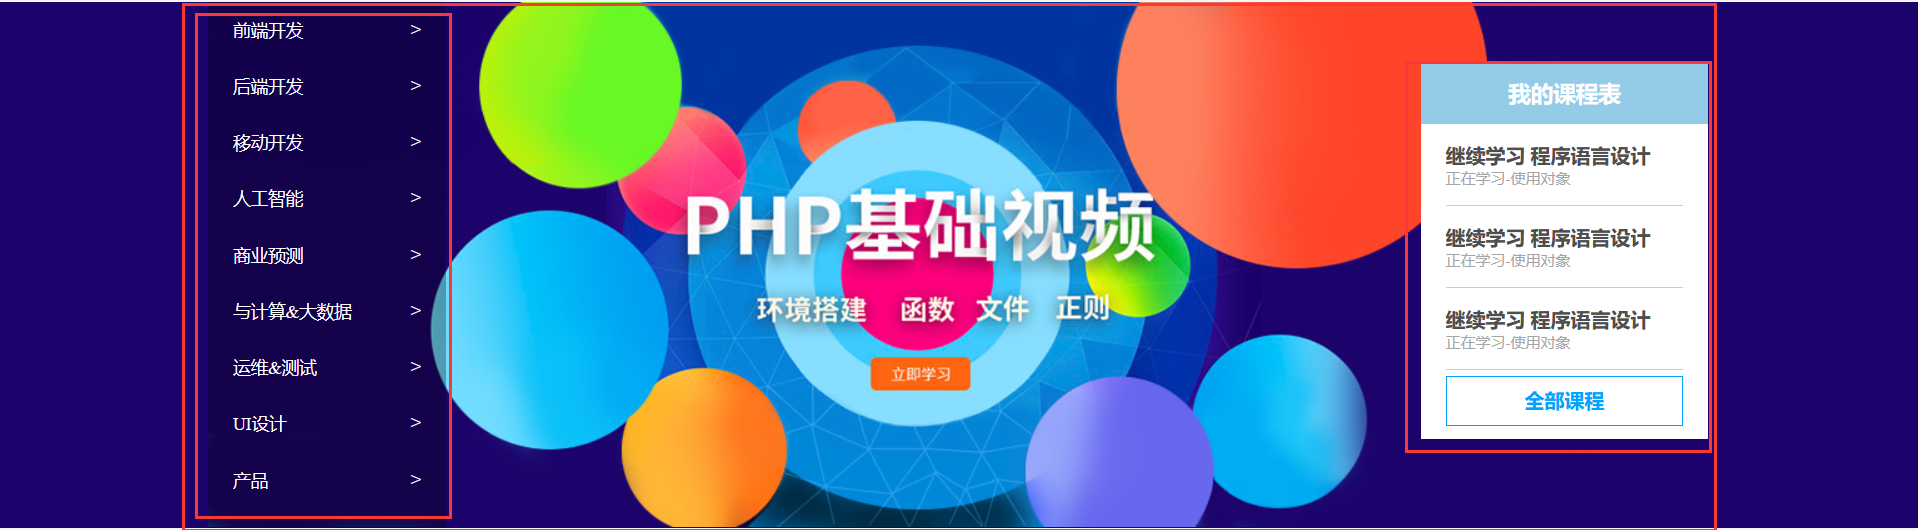 前端开发 >
后端开发 >
移动开发 >
人工智能 >
商业预测 >
与计算&大数据 >
运维&测试 >
UI设计 >
产品 >
PHP基础视频
环境搭建 函数 文件 正则
立即学习
我的课程表
继续学习 程序语言设计
正在学习-使用对象
继续学习 程序语言设计
正在学习-使用对象
继续学习 程序语言设计
正在学习-使用对象
全部课程